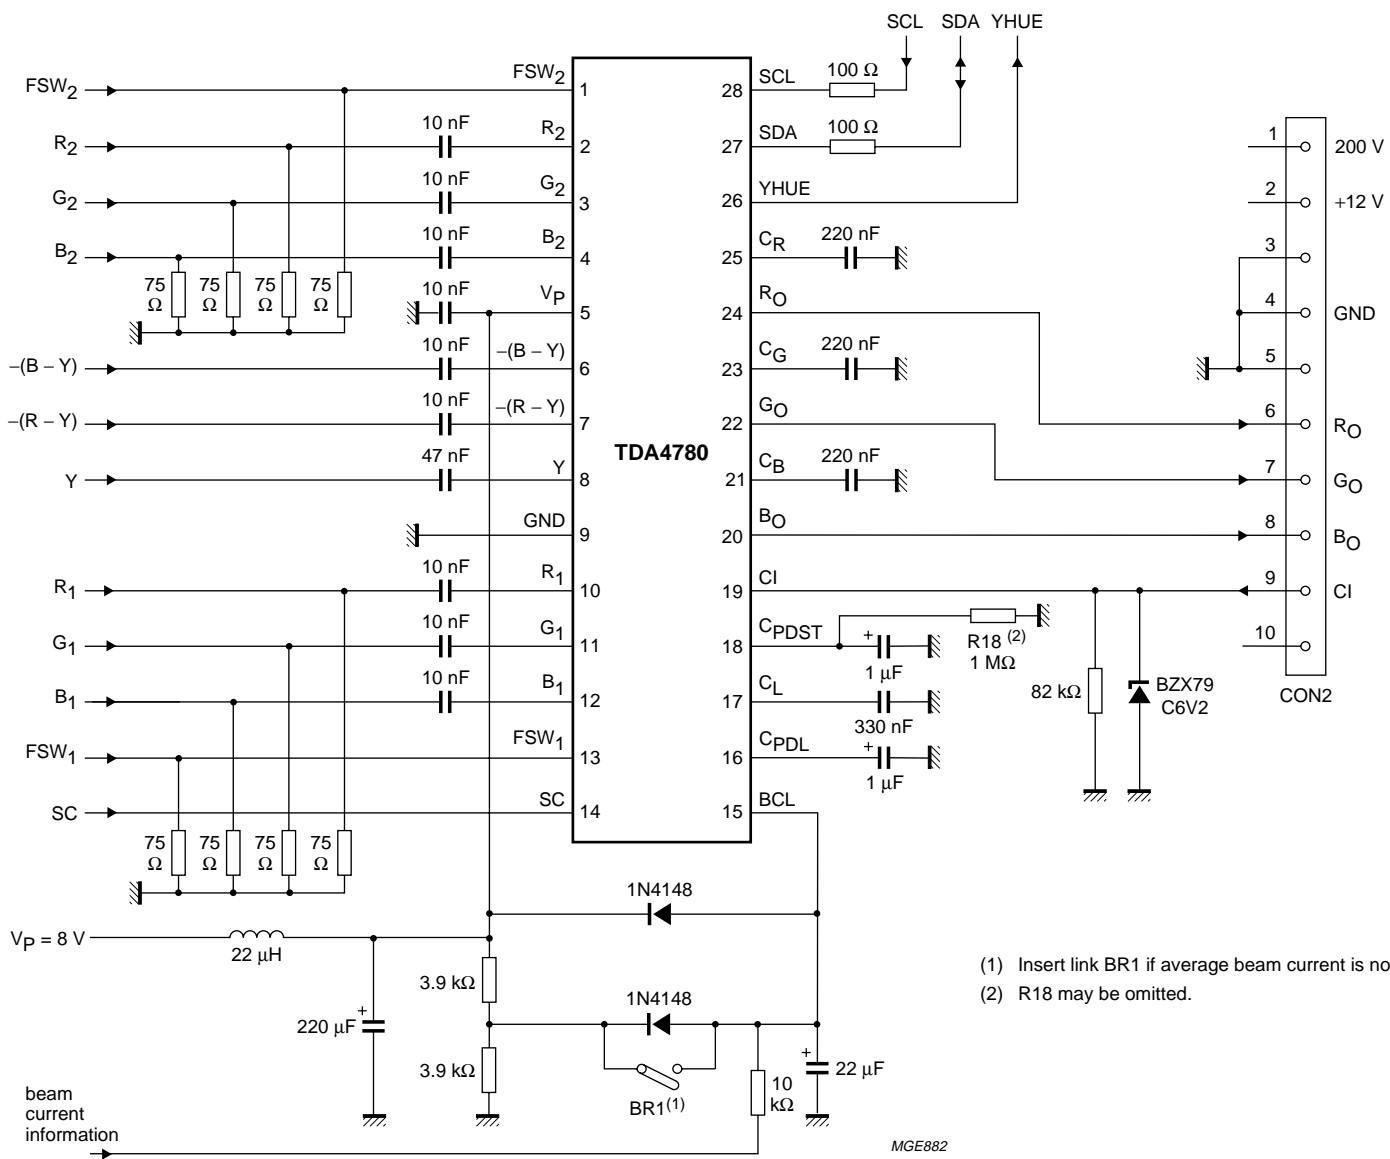 SCL SDA YHUE
FSW2 FSW2 1 28 SCL 100 Ω
R2 10 nF R2 2 27 SDA 100 Ω 1 200 V
G2 10 nF G2 3 26 YHUE 2 +12 V
B2 10 nF B2 4 25 CR 220 nF 3
75 Ω 75 Ω 75 Ω 75 Ω
10 nF VP 5 24 RO 4 GND
−(B − Y) 10 nF −(B − Y) 6 23 CG 220 nF 5
−(R − Y) 10 nF −(R − Y) 7 22 GO 6 RO
TDA4780
Y 47 nF Y 8 21 CB 220 nF 7 GO
GND 9 20 BO 8 BO
R1 10 nF R1 10 19 CI 9 CI
G1 10 nF G1 11 18 CPDST + 1 μF R18 (2) 1 MΩ 10
B1 10 nF B1 12 17 CL 330 nF 82 kΩ BZX79 C6V2 CON2
FSW1 FSW1 13 16 CPDL + 1 μF
SC SC 14 15 BCL
75 Ω 75 Ω 75 Ω 75 Ω
1N4148
VP = 8 V 22 μH
3.9 kΩ
1N4148
220 μF +
3.9 kΩ
BR1(1)
10 kΩ
+ 22 μF
(1) Insert link BR1 if average beam current is no
(2) R18 may be omitted.
beam
current
information
MGE882